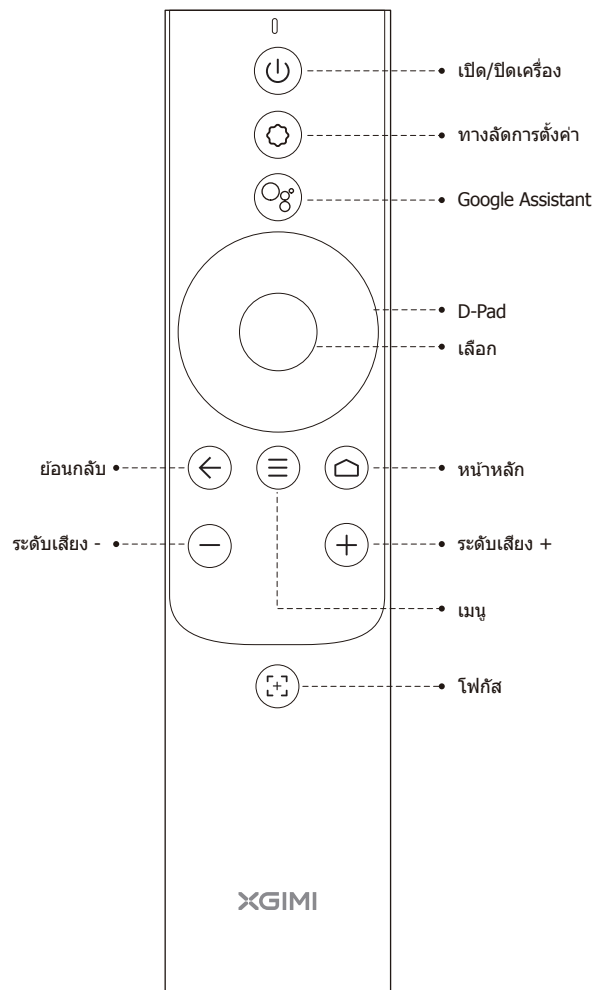 เปิด/ปิดเครื่อง
ทางลัดการตั้งค่า
Google Assistant
D-Pad
เลือก
ย้อนกลับ
หน้าหลัก
ระดับเสียง -
ระดับเสียง +
เมนู
โฟกัส
XGIMI